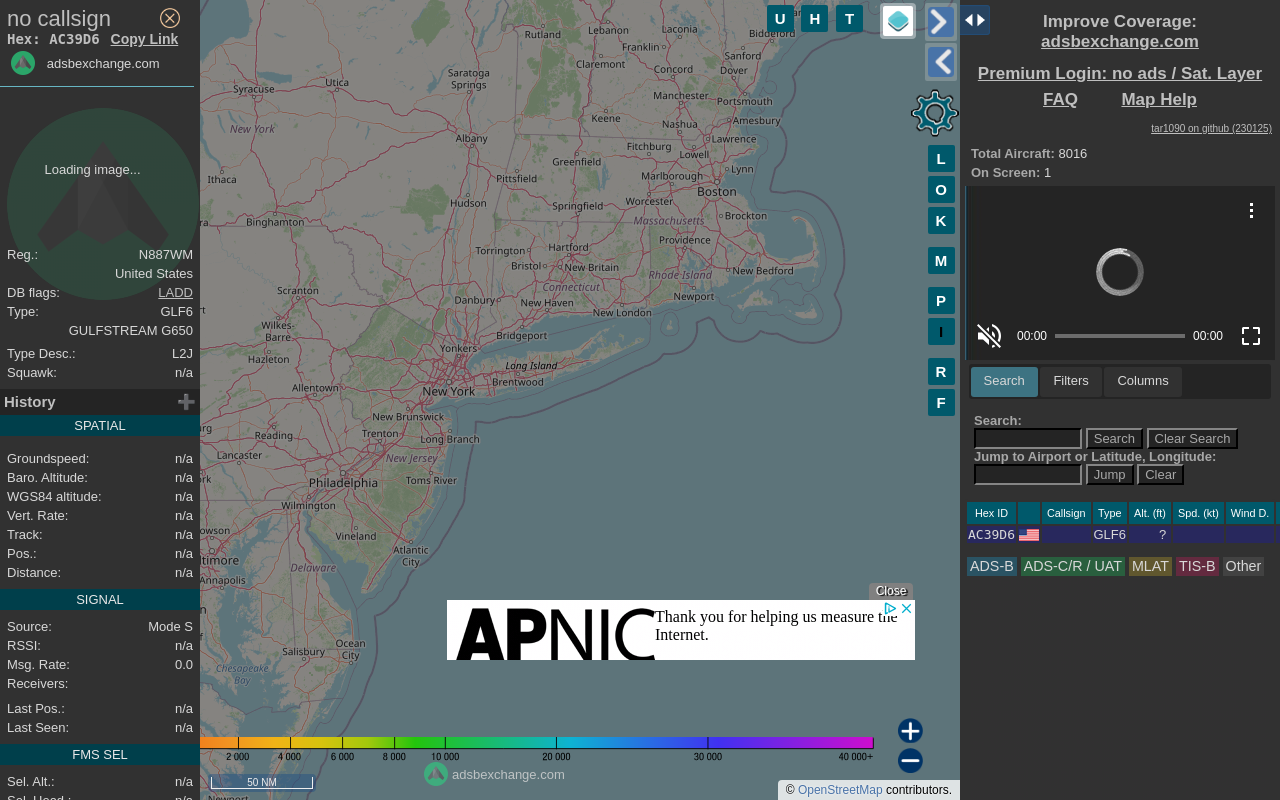 no callsign
Hex: AC39D6 Copy Link
adsbexchange.com
Loading image...
Reg.: N887WM
United States
DB flags: LADD
Type: GLF6
GULFSTREAM G650
Type Desc.: L2J
Squawk: n/a
History
SPATIAL
Groundspeed: n/a
Baro. Altitude: n/a
WGS84 altitude: n/a
Vert. Rate: n/a
Track: n/a
Pos.: n/a
Distance: n/a
SIGNAL
Source: Mode S
RSSI: n/a
Msg. Rate: 0.0
Receivers:
Last Pos.: n/a
Last Seen: n/a
FMS SEL
Sel. Alt.: n/a
U H T
L
O
K
M
P
I
R
F
Rutland
Lebanon
Laconia
Biddeford
Franklin
Sanford
Claremont
Concord
Dover
Utica
Saratoga
Springs
Syracuse
Manchester
Portsmouth
Keene
Nashua
Amesbury
New York
Albany
Lawrence
Fitchburg
Lowell
Greenfield
Lynn
Ithaca
Pittsfield
Marlborough
Boston
Hudson
Springfield
Worcester
Binghamton
Massachusetts
Brockton
Providence
Torrington
Hartford
Bristol
New Britain
New Bedford
Rhode Island
Scranton
Connecticut
Newport
Danbury
New Haven
New London
Wilkes-
Barre
Bridgeport
Yonkers
Hazleton
Long Island
Allentown
Brentwood
New York
New Brunswick
Reading
Trenton
Long Branch
Lancaster
New Jersey
Philadelphia
Toms River
Wilmington
Vineland
Atlantic
City
Delaware
Annapolis
Ocean
City
Salisbury
Chesapeake
Bay
Close
APNIC
Thank you for helping us measure the
Internet.
2 000 4 000 6 000 8 000 10 000 20 000 30 000 40 000+
adsbexchange.com
50 NM
© OpenStreetMap contributors.
Improve Coverage:
adsbexchange.com
Premium Login: no ads / Sat. Layer
FAQ Map Help
tar1090 on github (230125)
Total Aircraft: 8016
On Screen: 1
00:00 00:00
Search Filters Columns
Search:
Search Clear Search
Jump to Airport or Latitude, Longitude:
Jump Clear
Hex ID Callsign Type Alt. (ft) Spd. (kt) Wind D.
AC39D6 GLF6 ?
ADS-B ADS-C/R / UAT MLAT TIS-B Other